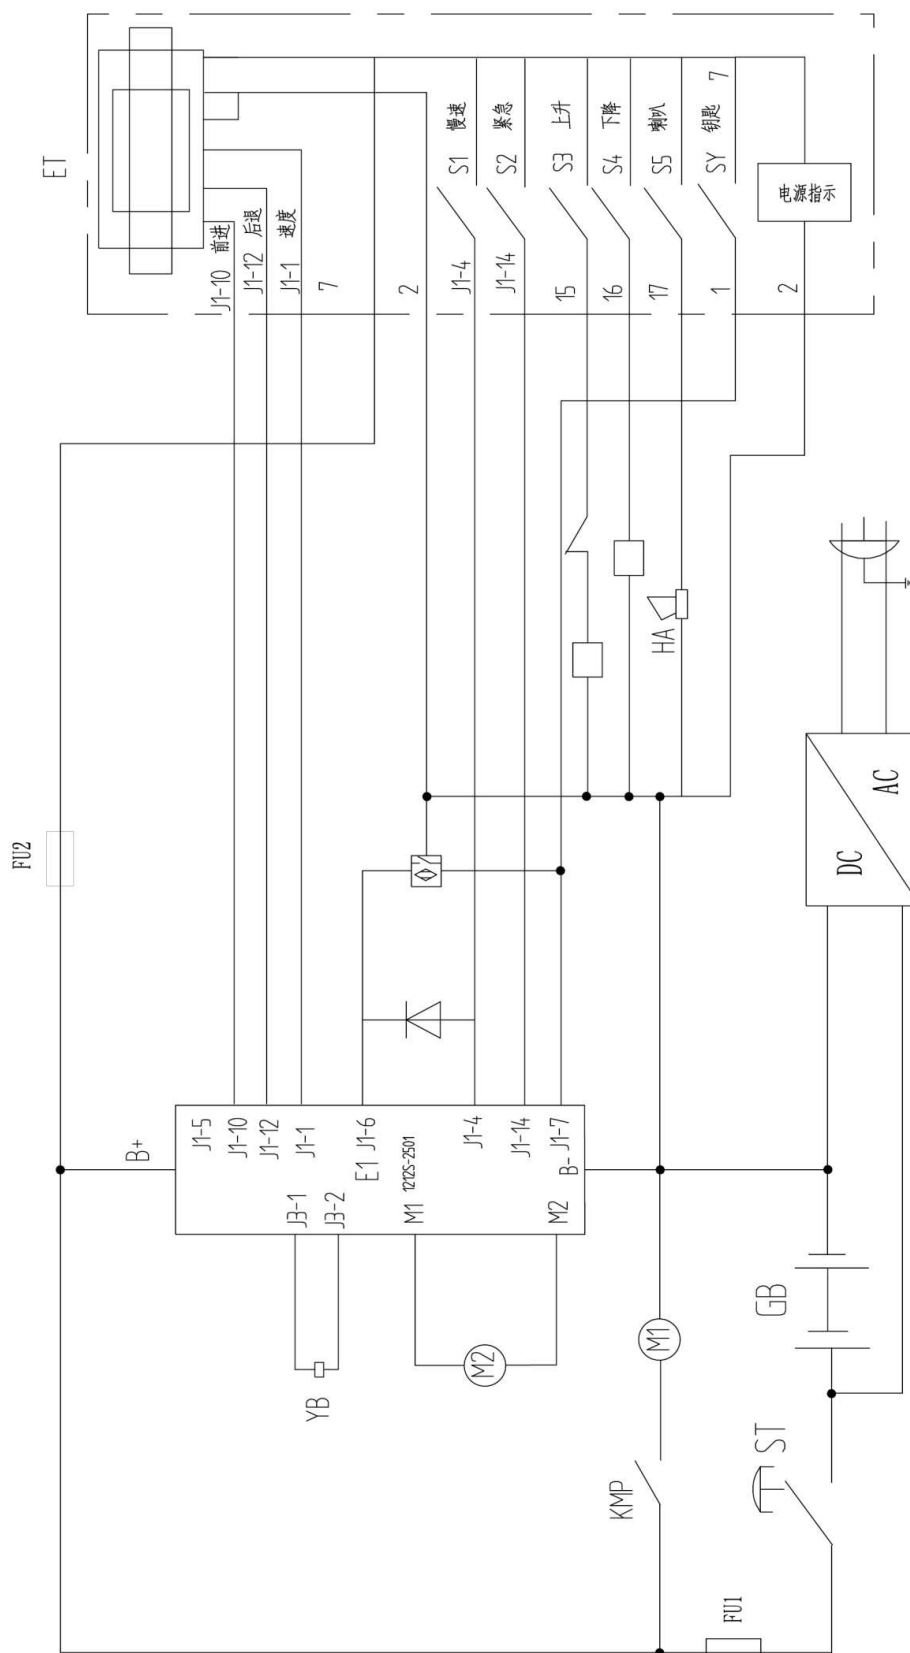 ET
J1-10 前进
J1-12 后退
J1-1 速度
7
2
J1-4 S1 慢速
J1-14 S2 紧急
15 S3 上升
16 S4 下降
17 S5 喇叭
1 SY 钥匙 7
2 电源指示
FU2
HA
DC
AC
B+
J1-5
J1-10
J1-12
J1-1
J3-1
J3-2
E1 J1-6
1212S-2501
M1
J1-4
J1-14
B- J1-7
M2
YB
M2
M1
KMP
GB
ST
FU1